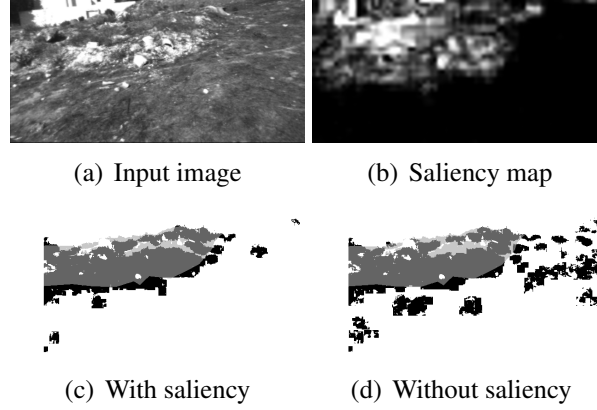 (a) Input image
(b) Saliency map
(c) With saliency
(d) Without saliency